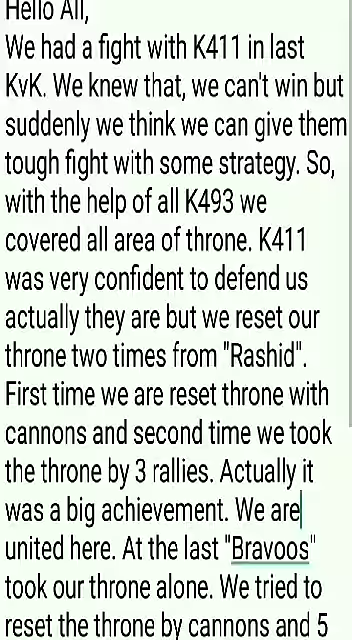 Hello All,
We had a fight with K411 in last
KvK. We knew that, we can't win but
suddenly we think we can give them
tough fight with some strategy. So,
with the help of all K493 we
covered all area of throne. K411
was very confident to defend us
actually they are but we reset our
throne two times from "Rashid".
First time we are reset throne with
cannons and second time we took
the throne by 3 rallies. Actually it
was a big achievement. We are
united here. At the last "Bravoos"
took our throne alone. We tried to
reset the throne by cannons and 5